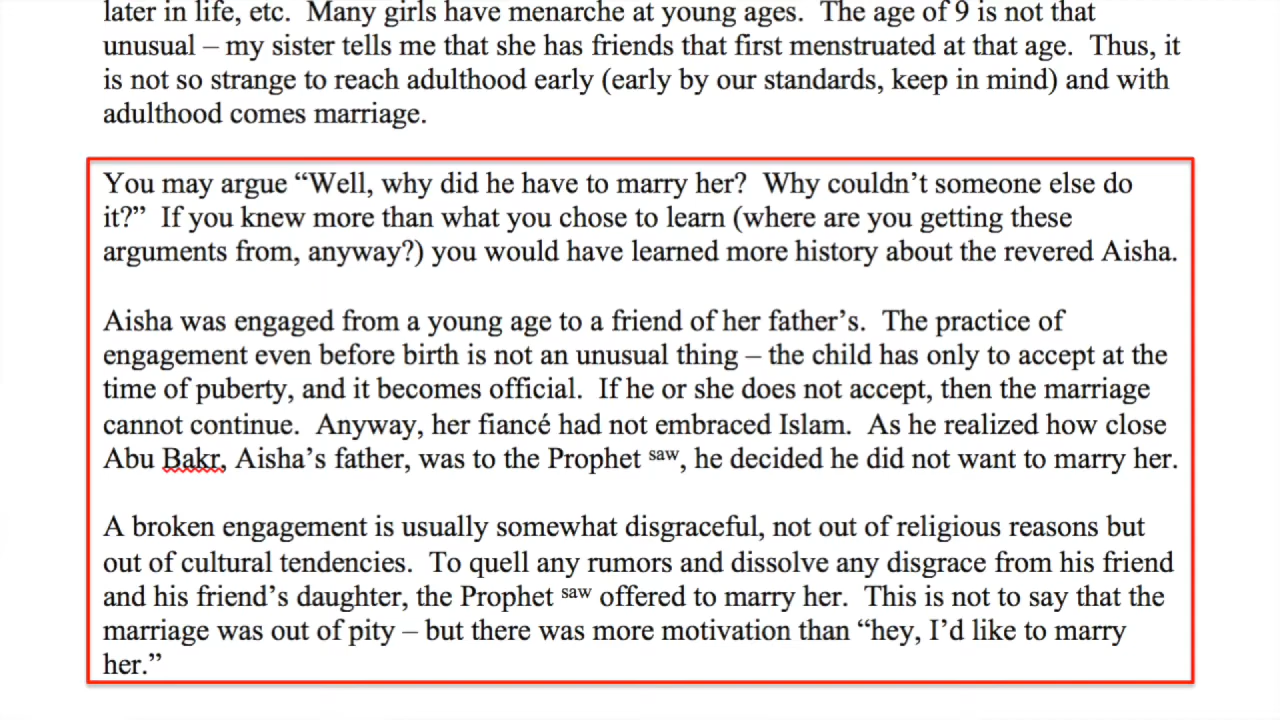 later in life, etc.  Many girls have menarche at young ages.  The age of 9 is not that
unusual – my sister tells me that she has friends that first menstruated at that age.  Thus, it
is not so strange to reach adulthood early (early by our standards, keep in mind) and with
adulthood comes marriage.
You may argue “Well, why did he have to marry her?  Why couldn’t someone else do
it?”  If you knew more than what you chose to learn (where are you getting these
arguments from, anyway?) you would have learned more history about the revered Aisha.
Aisha was engaged from a young age to a friend of her father’s.  The practice of
engagement even before birth is not an unusual thing – the child has only to accept at the
time of puberty, and it becomes official.  If he or she does not accept, then the marriage
cannot continue.  Anyway, her fiancé had not embraced Islam.  As he realized how close
Abu Bakr, Aisha’s father, was to the Prophet saw, he decided he did not want to marry her.
A broken engagement is usually somewhat disgraceful, not out of religious reasons but
out of cultural tendencies.  To quell any rumors and dissolve any disgrace from his friend
and his friend’s daughter, the Prophet saw offered to marry her.  This is not to say that the
marriage was out of pity – but there was more motivation than “hey, I’d like to marry
her.”